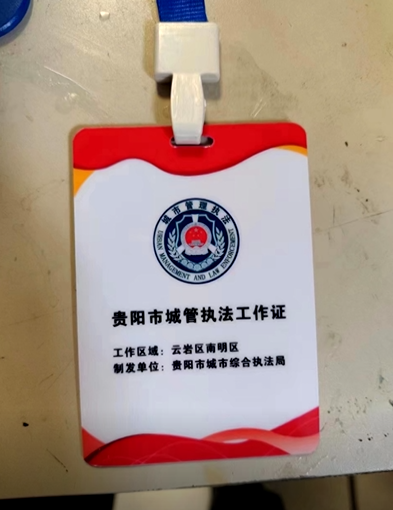 城市管理执法
URBAN MANAGEMENT AND LAW ENFORCEMENT
贵阳市城管执法工作证
工作区域：云岩区南明区
制发单位：贵阳市城市综合执法局